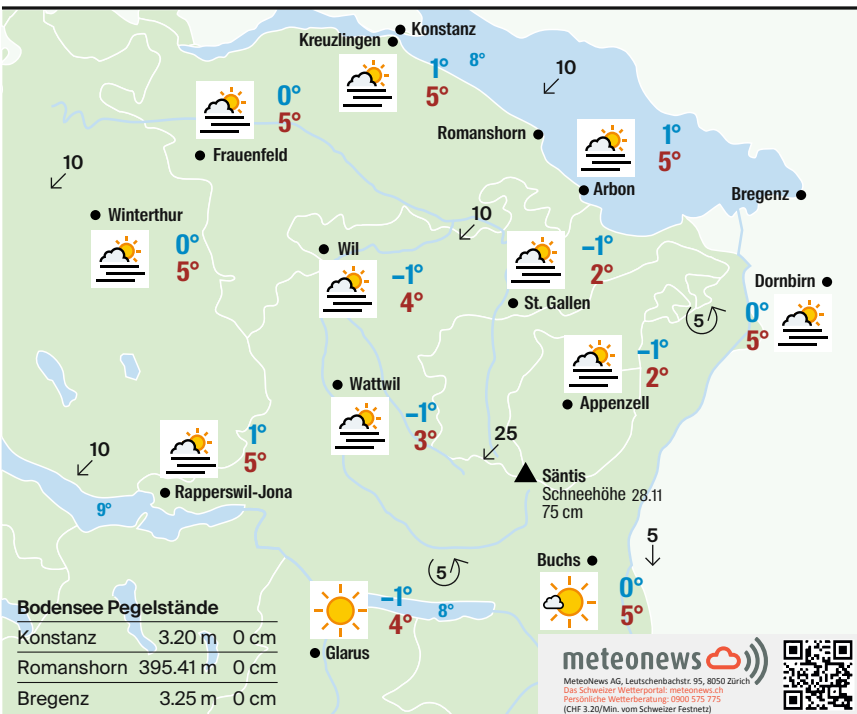 Konstanz
Kreuzlingen
1°
5°
8°
10
0°
5°
Frauenfeld
Romanshorn
1°
5°
Arbon
Bregenz
10
Winterthur
0°
5°
10
Wil
–1°
4°
–1°
2°
St. Gallen
Dornbirn
0°
5°
5
–1°
2°
Appenzell
Wattwil
–1°
3°
10
1°
5°
Rapperswil-Jona
9°
25
Säntis
Schneehöhe 28.11
75 cm
5
5
Buchs
0°
5°
–1°
4°
8°
Glarus
Bodensee Pegelstände
Konstanz 3.20 m 0 cm
Romanshorn 395.41 m 0 cm
Bregenz 3.25 m 0 cm
meteonews
MeteoNews AG, Leutschenbachstr. 95, 8050 Zürich
Das Schweizer Wetterportal: meteonews.ch
Persönliche Wetterberatung: 0900 575 775
(CHF 3.20/Min. vom Schweizer Festnetz)